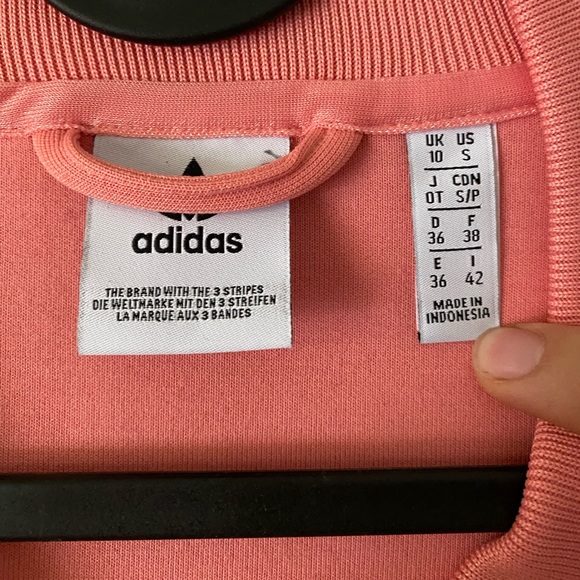 adidas
THE BRAND WITH THE 3 STRIPES
DIE WELTMARKE MIT DEN 3 STREIFEN
LA MARQUE AUX 3 BANDES
UK US
10 S
J CDN
OT S/P
D F
36 38
E I
36 42
MADE IN
INDONESIA